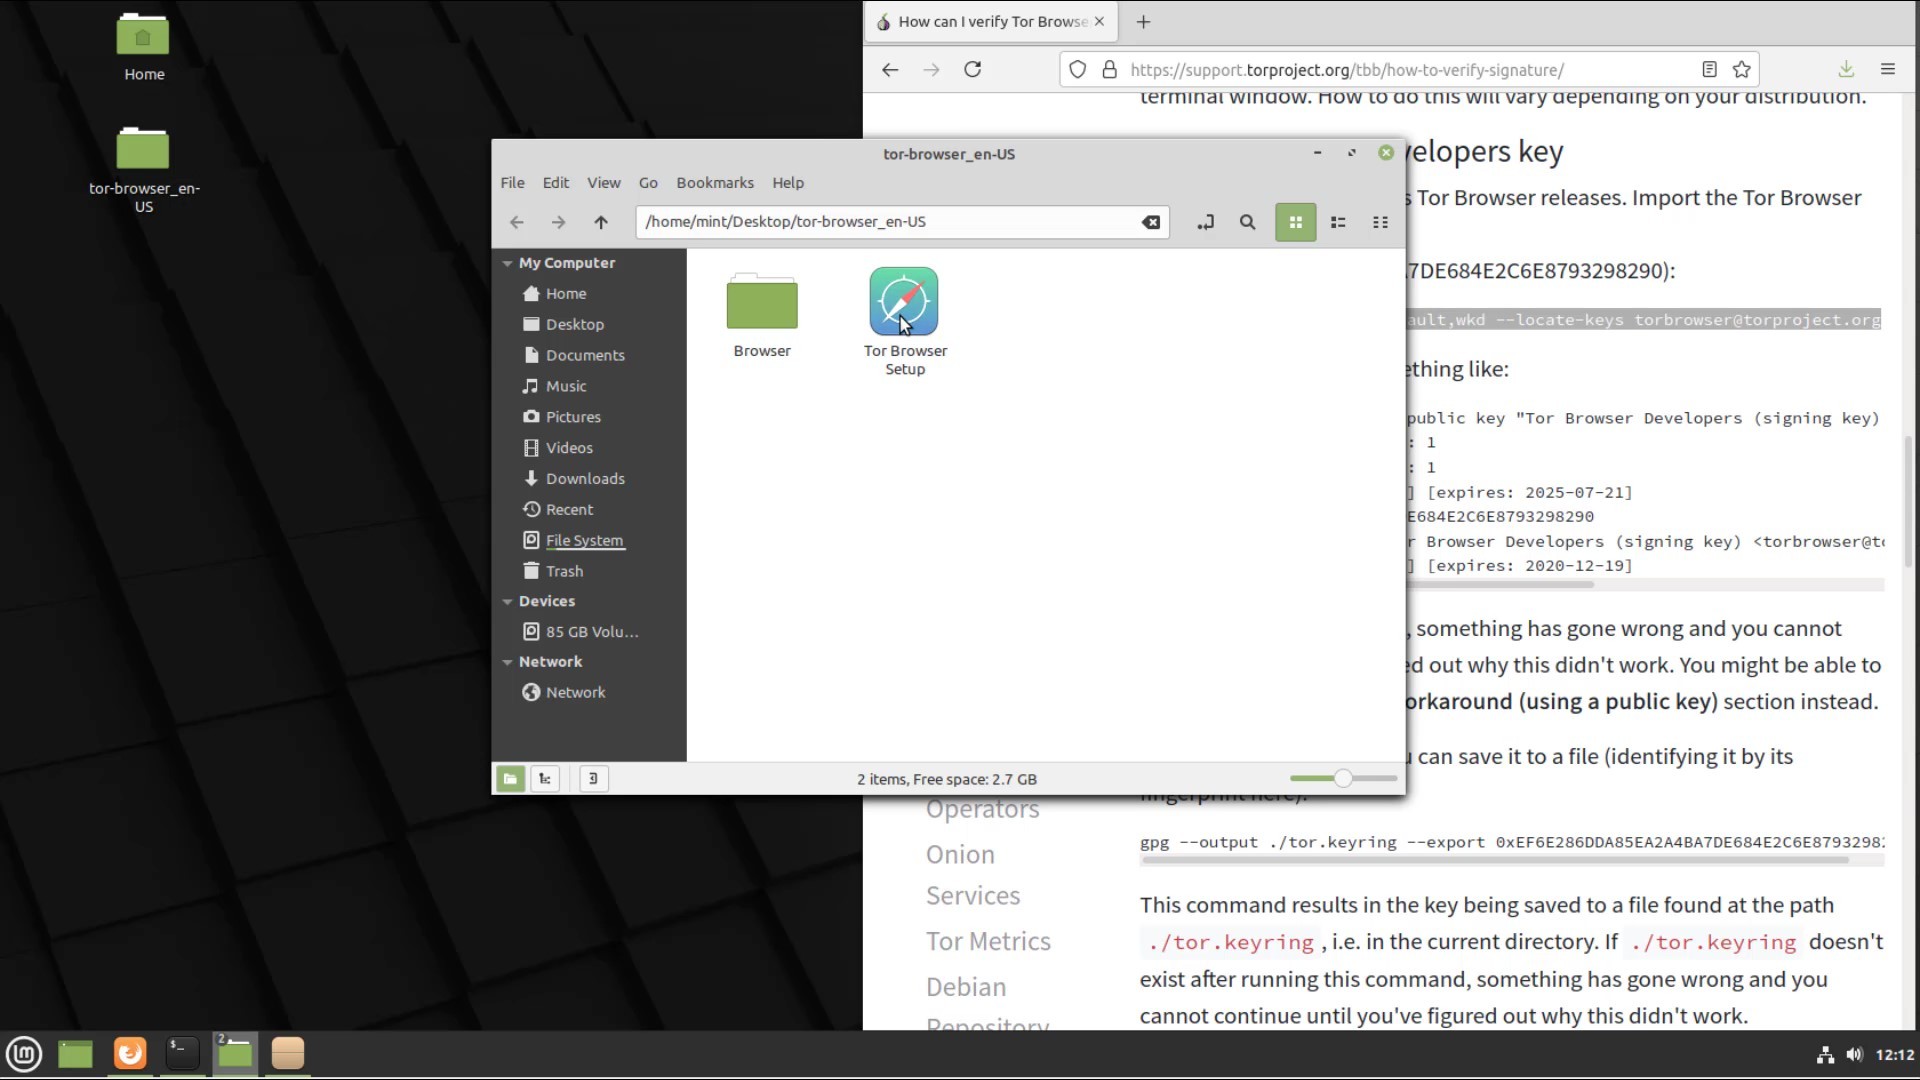 Home
tor-browser_en-
US
How can I verify Tor Browse
https://support.torproject.org/tbb/how-to-verify-signature/
terminal window. How to do this will vary depending on your distribution.
tor-browser_en-US
File Edit View Go Bookmarks Help
/home/mint/Desktop/tor-browser_en-US
My Computer
Home
Desktop
Documents
Music
Pictures
Videos
Downloads
Recent
File System
Trash
Devices
85 GB Volu...
Network
Network
Browser
Tor Browser
Setup
2 items, Free space: 2.7 GB
velopers key
s Tor Browser releases. Import the Tor Browser
7DE684E2C6E8793298290):
ault,wkd --locate-keys torbrowser@torproject.org
ething like:
public key "Tor Browser Developers (signing key)
: 1
: 1
] [expires: 2025-07-21]
E684E2C6E8793298290
r Browser Developers (signing key) <torbrowser@to
] [expires: 2020-12-19]
, something has gone wrong and you cannot
ed out why this didn't work. You might be able to
orkaround (using a public key) section instead.
u can save it to a file (identifying it by its
fingerprint here):
gpg --output ./tor.keyring --export 0xEF6E286DDA85EA2A4BA7DE684E2C6E87932982
This command results in the key being saved to a file found at the path
./tor.keyring , i.e. in the current directory. If ./tor.keyring doesn't
exist after running this command, something has gone wrong and you
cannot continue until you've figured out why this didn't work.
Operators
Onion
Services
Tor Metrics
Debian
Repository
2
$_
12:12